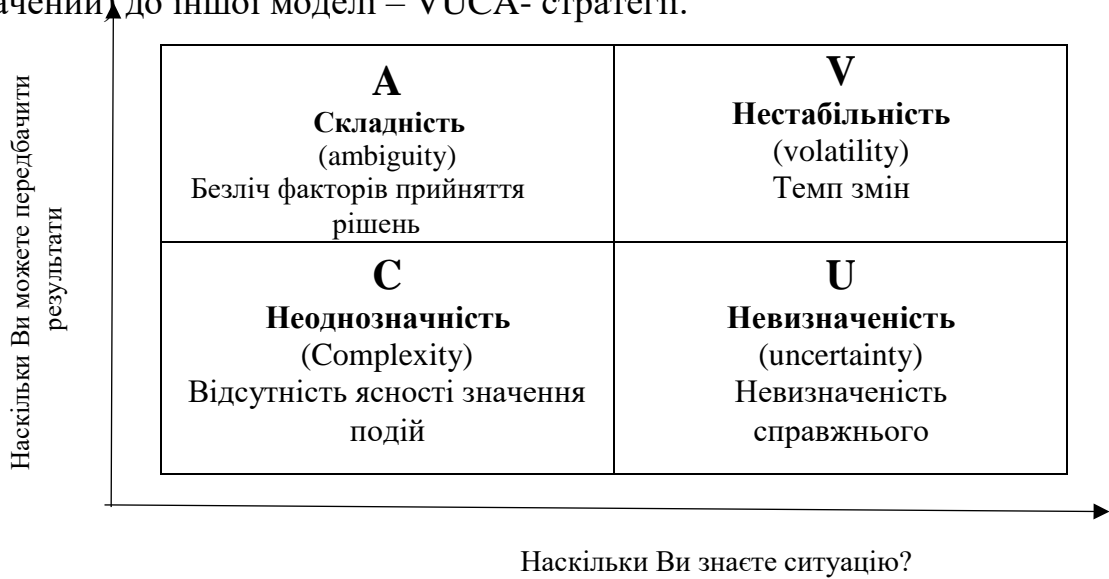 ачений) до іншої моделі – VUCA- стратегії.
Наскільки Ви можете передбачити
результати
A
Складність
(ambiguity)
Безліч факторів прийняття
рішень
V
Нестабільність
(volatility)
Темп змін
C
Неоднозначність
(Complexity)
Відсутність ясності значення
подій
U
Невизначеність
(uncertainty)
Невизначеність
справжнього
Наскільки Ви знаєте ситуацію?